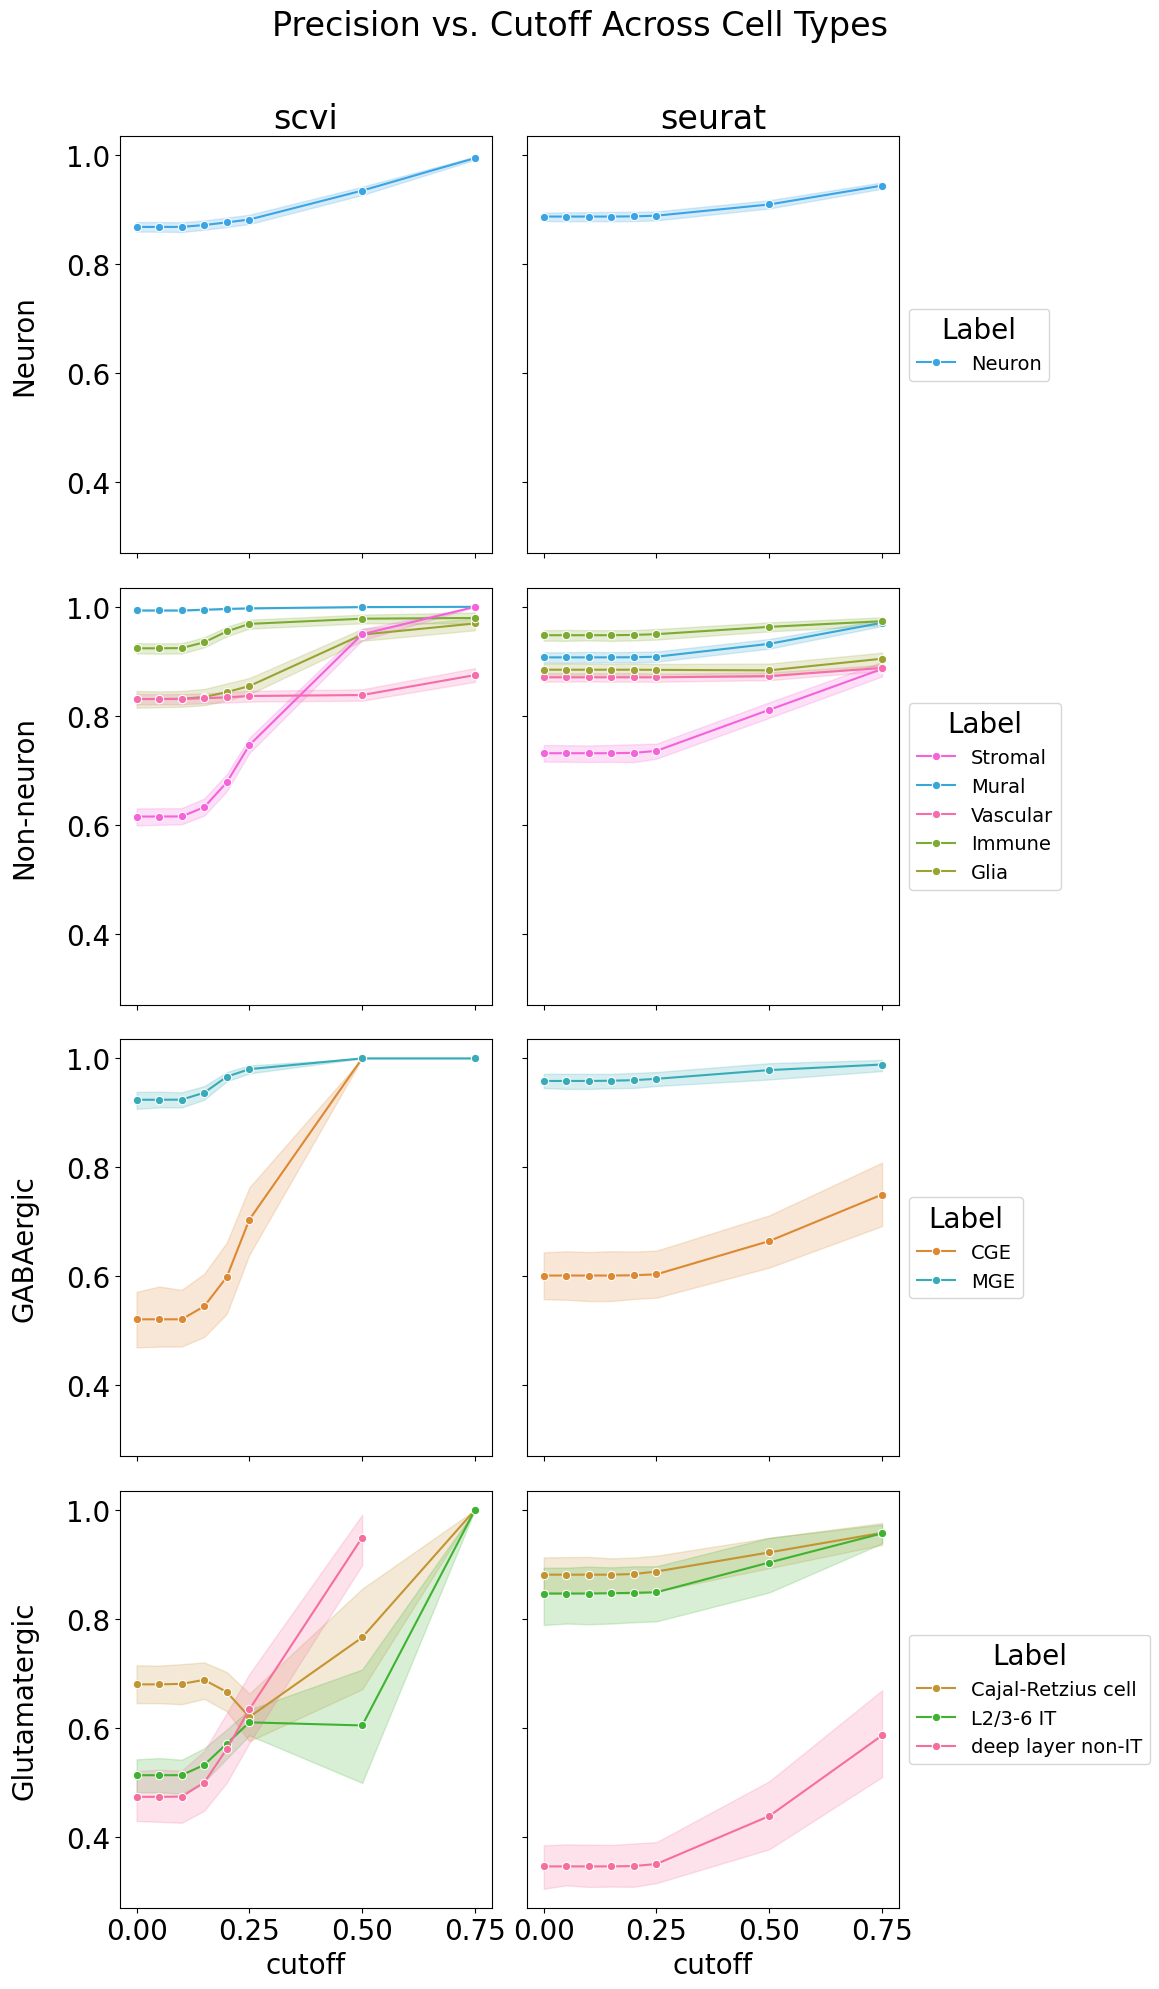 Precision vs. Cutoff Across Cell Types
scvi
seurat
Neuron
1.0
0.8
0.6
0.4
Label
Neuron
Non-neuron
1.0
0.8
0.6
0.4
Label
Stromal
Mural
Vascular
Immune
Glia
GABAergic
1.0
0.8
0.6
0.4
Label
CGE
MGE
Glutamatergic
1.0
0.8
0.6
0.4
Label
Cajal-Retzius cell
L2/3-6 IT
deep layer non-IT
0.00 0.25 0.50 0.75
0.00 0.25 0.50 0.75
cutoff
cutoff